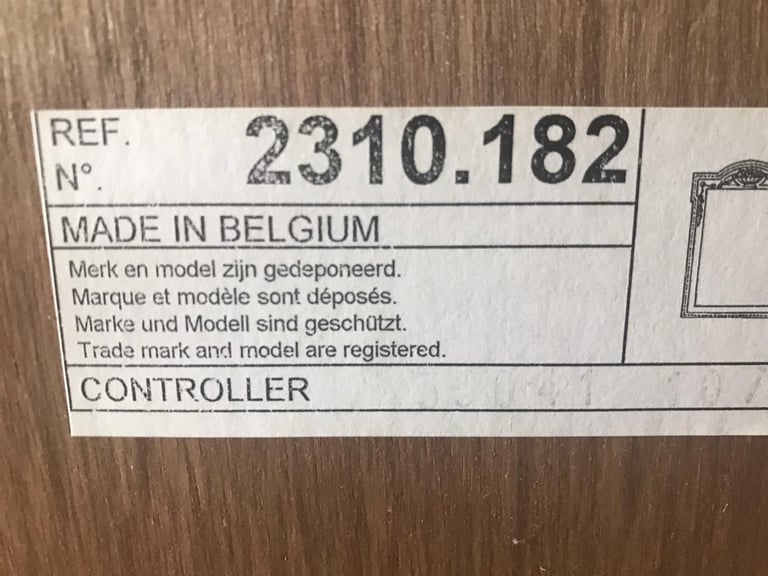 REF.
N°. 2310.182
MADE IN BELGIUM
Merk en model zijn gedeponeerd.
Marque et modèle sont déposés.
Marke und Modell sind geschützt.
Trade mark and model are registered.
CONTROLLER